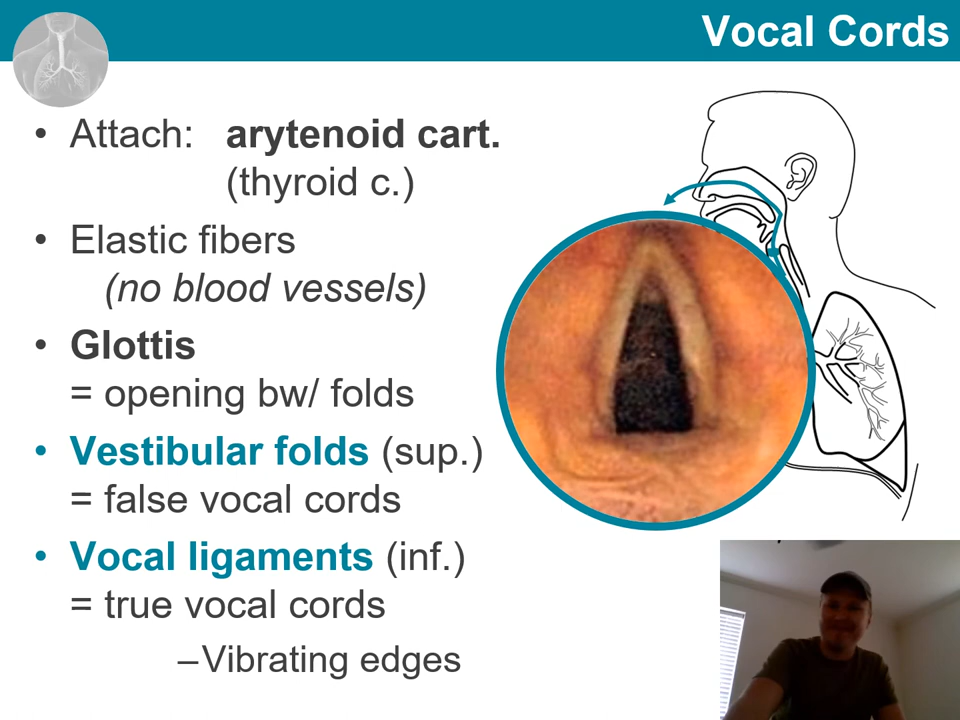 Vocal Cords
• Attach: arytenoid cart.
(thyroid c.)
• Elastic fibers
(no blood vessels)
• Glottis
= opening bw/ folds
• Vestibular folds (sup.)
= false vocal cords
• Vocal ligaments (inf.)
= true vocal cords
–Vibrating edges